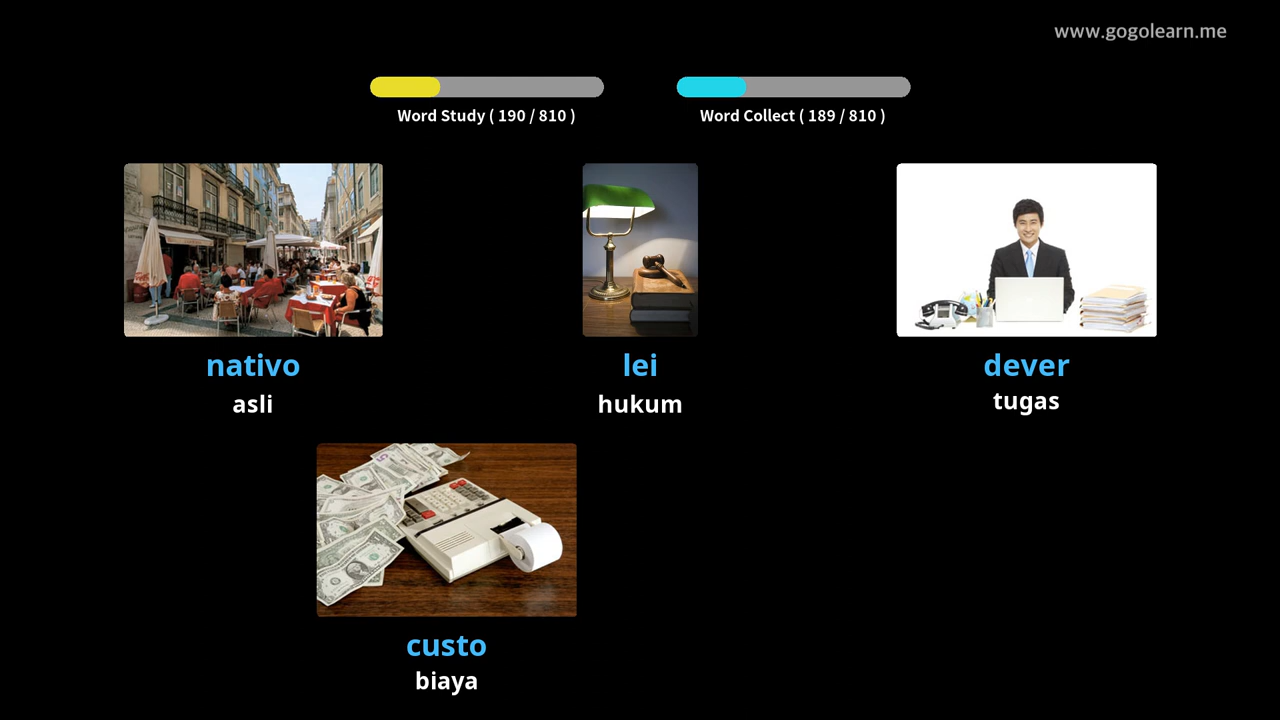 www.gogolearn.me
Word Study ( 190 / 810 )
Word Collect ( 189 / 810 )
nativo
asli
lei
hukum
dever
tugas
custo
biaya